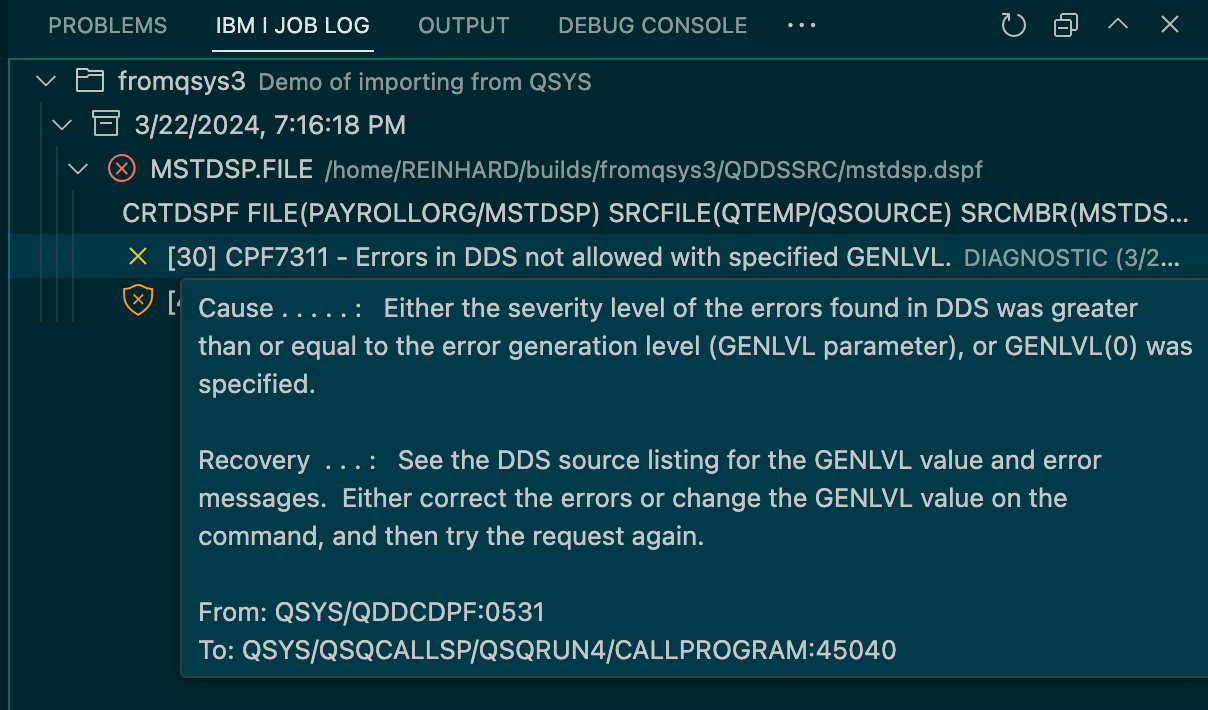 PROBLEMS IBM I JOB LOG OUTPUT DEBUG CONSOLE ...
fromqsys3 Demo of importing from QSYS
3/22/2024, 7:16:18 PM
MSTDSP.FILE /home/REINHARD/builds/fromqsys3/QDDSSRC/mstdsp.dspf
CRTDSPF FILE(PAYROLLORG/MSTDSP) SRCFILE(QTEMP/QSOURCE) SRCMBR(MSTDS...
[30] CPF7311 - Errors in DDS not allowed with specified GENLVL. DIAGNOSTIC (3/2...
[
Cause . . . . . : Either the severity level of the errors found in DDS was greater
than or equal to the error generation level (GENLVL parameter), or GENLVL(0) was
specified.
Recovery . . . : See the DDS source listing for the GENLVL value and error
messages. Either correct the errors or change the GENLVL value on the
command, and then try the request again.
From: QSYS/QDDCDPF:0531
To: QSYS/QSQCALLSP/QSQRUN4/CALLPROGRAM:45040